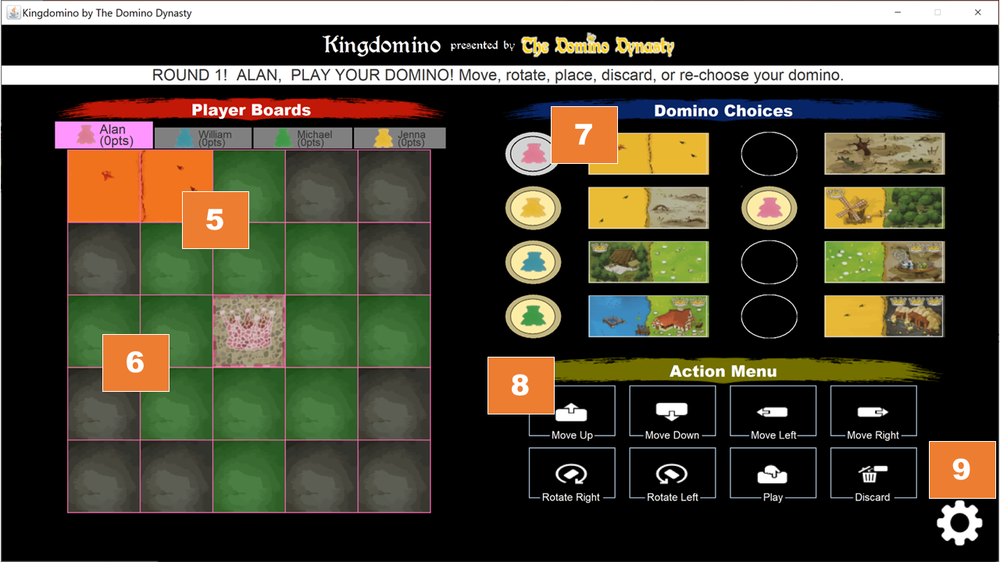 Kingdomino by The Domino Dynasty
Kingdomino presented by The Domino Dynasty
ROUND 1!  ALAN,  PLAY YOUR DOMINO! Move, rotate, place, discard, or re-choose your domino.
Player Boards
Alan
(0pts)
William
(0pts)
Michael
(0pts)
Jenna
(0pts)
5
6
Domino Choices
7
8
Action Menu
Move Up
Move Down
Move Left
Move Right
Rotate Right
Rotate Left
Play
Discard
9